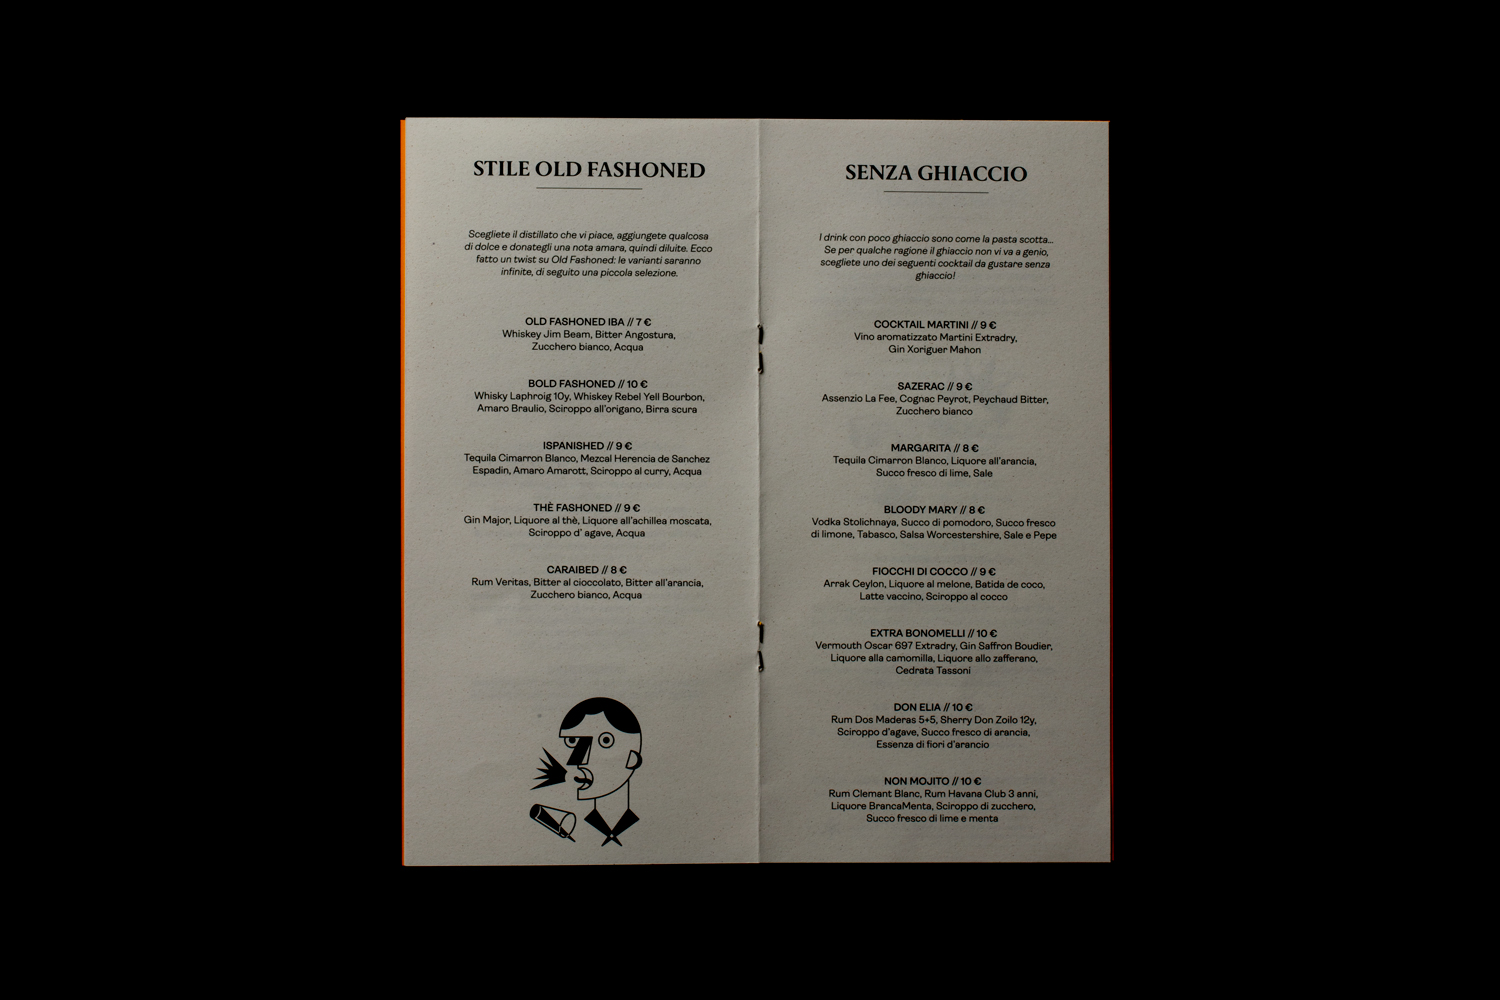 STILE OLD FASHONED
Scegliete il distillato che vi piace, aggiungete qualcosa
di dolce e donategli una nota amara, quindi diluite. Ecco
fatto un twist su Old Fashioned: le varianti saranno
infinite, di seguito una piccola selezione.
OLD FASHONED IBA // 7 €
Whiskey Jim Beam, Bitter Angostura,
Zucchero bianco, Acqua
BOLD FASHONED // 10 €
Whisky Laphroig 10y, Whiskey Rebel Yell Bourbon,
Amaro Braulio, Sciroppo all'origano, Birra scura
ISPANISHED // 9 €
Tequila Cimarron Blanco, Mezcal Herencia de Sanchez
Espadin, Amaro Amarott, Sciroppo al curry, Acqua
THÈ FASHONED // 9 €
Gin Major, Liquore al thè, Liquore all'achillea moscata,
Sciroppo d' agave, Acqua
CARAIBED // 8 €
Rum Veritas, Bitter al cioccolato, Bitter all'arancia,
Zucchero bianco, Acqua
SENZA GHIACCIO
I drink con poco ghiaccio sono come la pasta scotta...
Se per qualche ragione il ghiaccio non vi va a genio,
scegliete uno dei seguenti cocktail da gustare senza
ghiaccio!
COCKTAIL MARTINI // 9 €
Vino aromatizzato Martini Extradry,
Gin Xoriguer Mahon
SAZERAC // 9 €
Assenzio La Fee, Cognac Peyrot, Peychaud Bitter,
Zucchero bianco
MARGARITA // 8 €
Tequila Cimarron Blanco, Liquore all'arancia,
Succo fresco di lime, Sale
BLOODY MARY // 8 €
Vodka Stolichnaya, Succo di pomodoro, Succo fresco
di limone, Tabasco, Salsa Worcestershire, Sale e Pepe
FIOCCHI DI COCCO // 9 €
Arrak Ceylon, Liquore al melone, Batida de coco,
Latte vaccino, Sciroppo al cocco
EXTRA BONOMELLI // 10 €
Vermouth Oscar 697 Extradry, Gin Saffron Boudier,
Liquore alla camomilla, Liquore allo zafferano,
Cedrata Tassoni
DON ELIA // 10 €
Rum Dos Maderas 5+5, Sherry Don Zoilo 12y,
Sciroppo d'agave, Succo fresco di arancia,
Essenza di fiori d'arancio
NON MOJITO // 10 €
Rum Clemant Blanc, Rum Havana Club 3 anni,
Liquore BrancaMenta, Sciroppo di zucchero,
Succo fresco di lime e menta